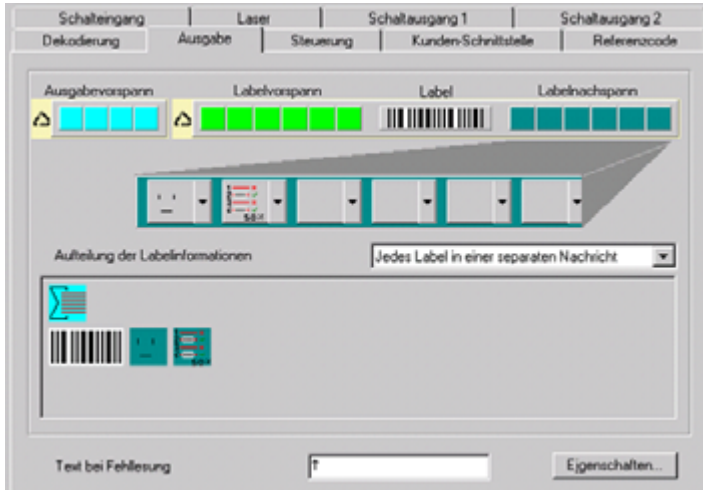 Schalteingang Laser Schaltausgang 1 Schaltausgang 2
Dekodierung Ausgabe Steuerung Kunden-Schnittstelle Referenzcode
Ausgabevorspann Labelvorspann Label Labelnachspann
Aufteilung der Labelinformationen Jedes Label in einer separaten Nachricht
Text bei Fehllesung Eigenschaften...